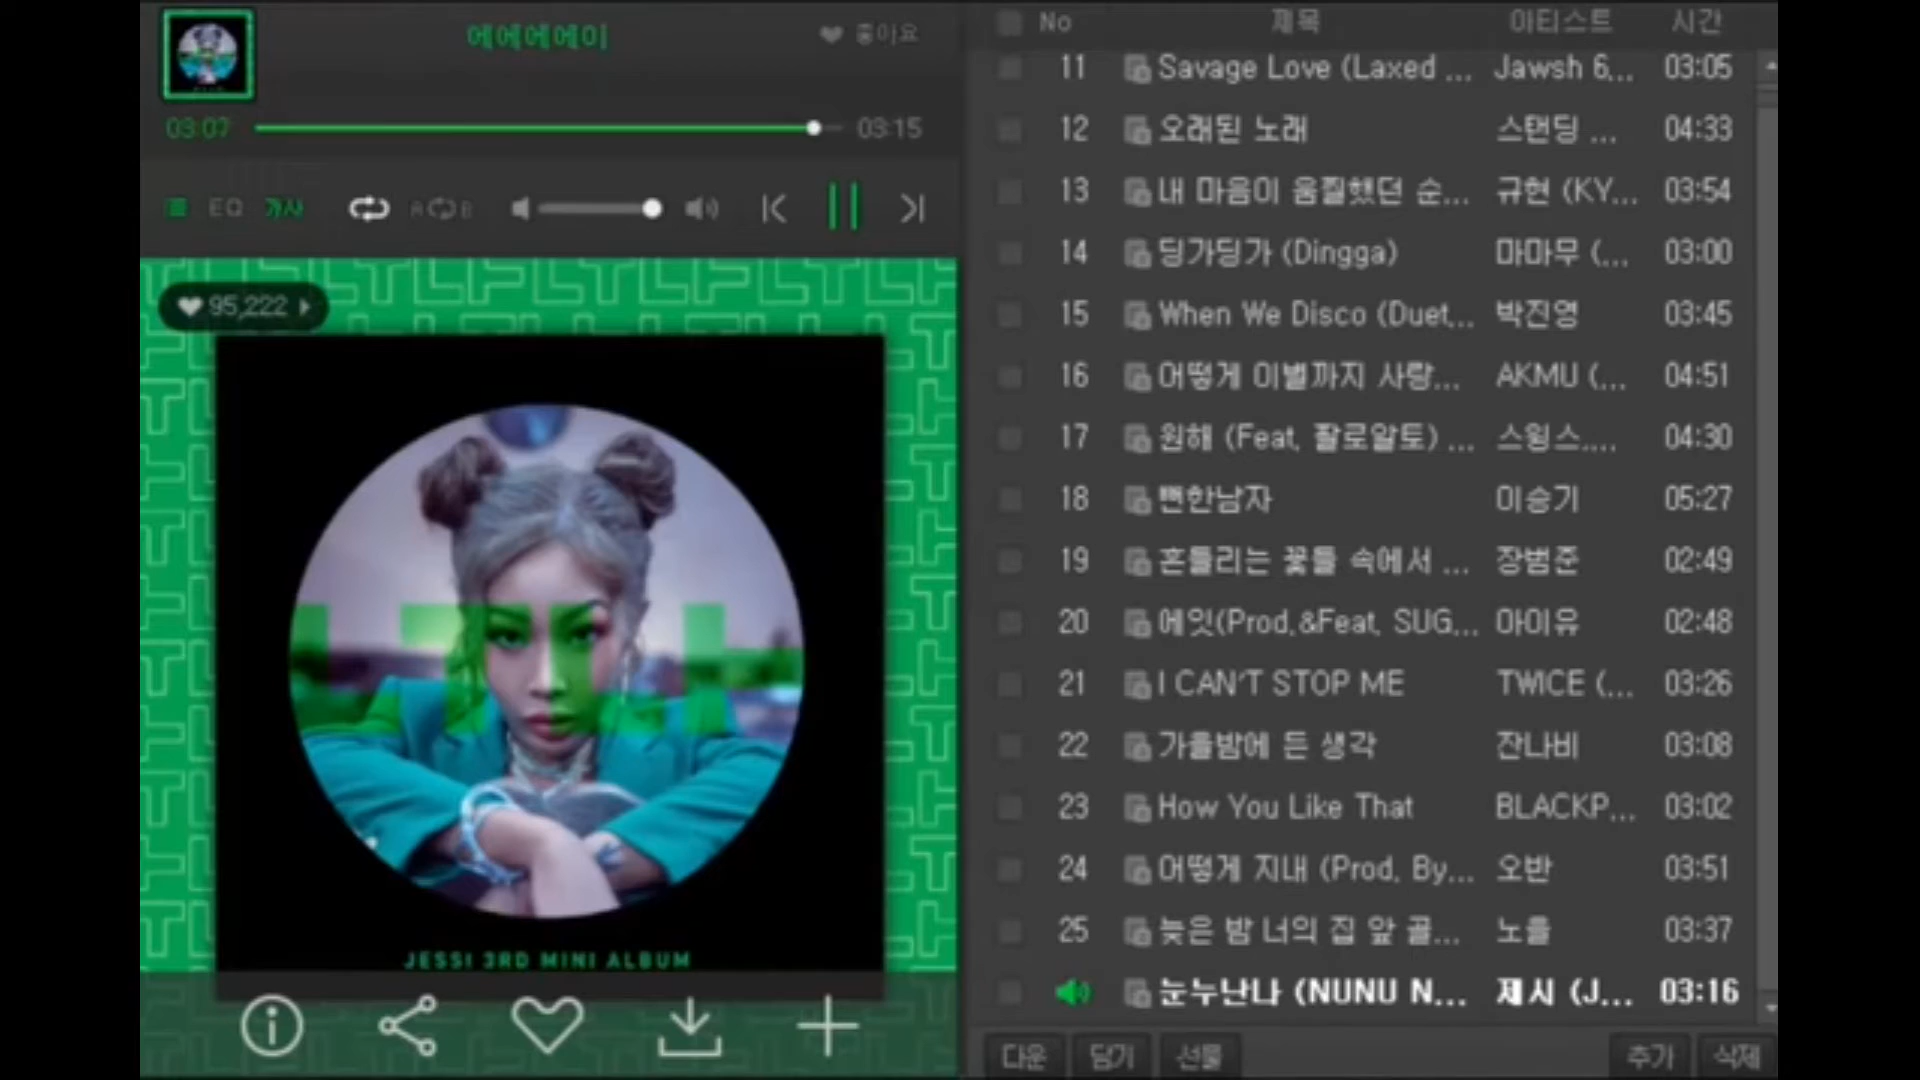 에에에에이
좋아요
03:07
03:15
EQ 가사
A B
95,222
JESSI 3RD MINI ALBUM
No 제목 아티스트 시간
11 Savage Love (Laxed ... Jawsh 6... 03:05
12 오래된 노래 스탠딩 ... 04:33
13 내 마음이 움찔했던 순... 규현 (KY... 03:54
14 딩가딩가 (Dingga) 마마무 (... 03:00
15 When We Disco (Duet... 박진영 03:45
16 어떻게 이별까지 사랑... AKMU (... 04:51
17 원해 (Feat. 팔로알토) ... 스윙스.... 04:30
18 뻔한남자 이승기 05:27
19 흔들리는 꽃들 속에서 ... 장범준 02:49
20 에잇(Prod.&Feat. SUG... 아이유 02:48
21 I CAN'T STOP ME TWICE (... 03:26
22 가을밤에 든 생각 잔나비 03:08
23 How You Like That BLACKP... 03:02
24 어떻게 지내 (Prod. By... 오반 03:51
25 늦은 밤 너의 집 앞 골... 노을 03:37
눈누난나 (NUNU N... 제시 (J... 03:16
다운 담기 선물 추가 삭제